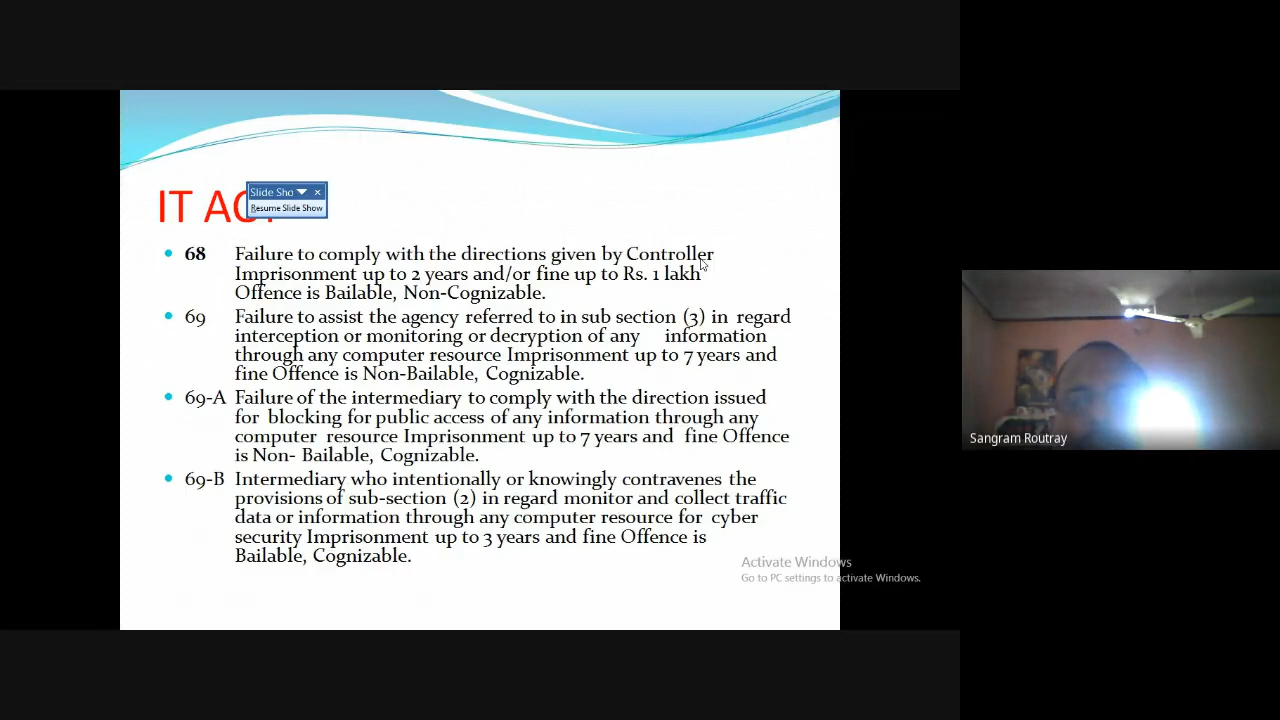 IT AC
Slide Sho
Resume Slide Show
68 Failure to comply with the directions given by Controller
Imprisonment up to 2 years and/or fine up to Rs. 1 lakh
Offence is Bailable, Non-Cognizable.
69 Failure to assist the agency referred to in sub section (3) in regard
interception or monitoring or decryption of any information
through any computer resource Imprisonment up to 7 years and
fine Offence is Non-Bailable, Cognizable.
69-A Failure of the intermediary to comply with the direction issued
for blocking for public access of any information through any
computer resource Imprisonment up to 7 years and fine Offence
is Non- Bailable, Cognizable.
69-B Intermediary who intentionally or knowingly contravenes the
provisions of sub-section (2) in regard monitor and collect traffic
data or information through any computer resource for cyber
security Imprisonment up to 3 years and fine Offence is
Bailable, Cognizable.
Activate Windows
Go to PC settings to activate Windows.
Sangram Routray